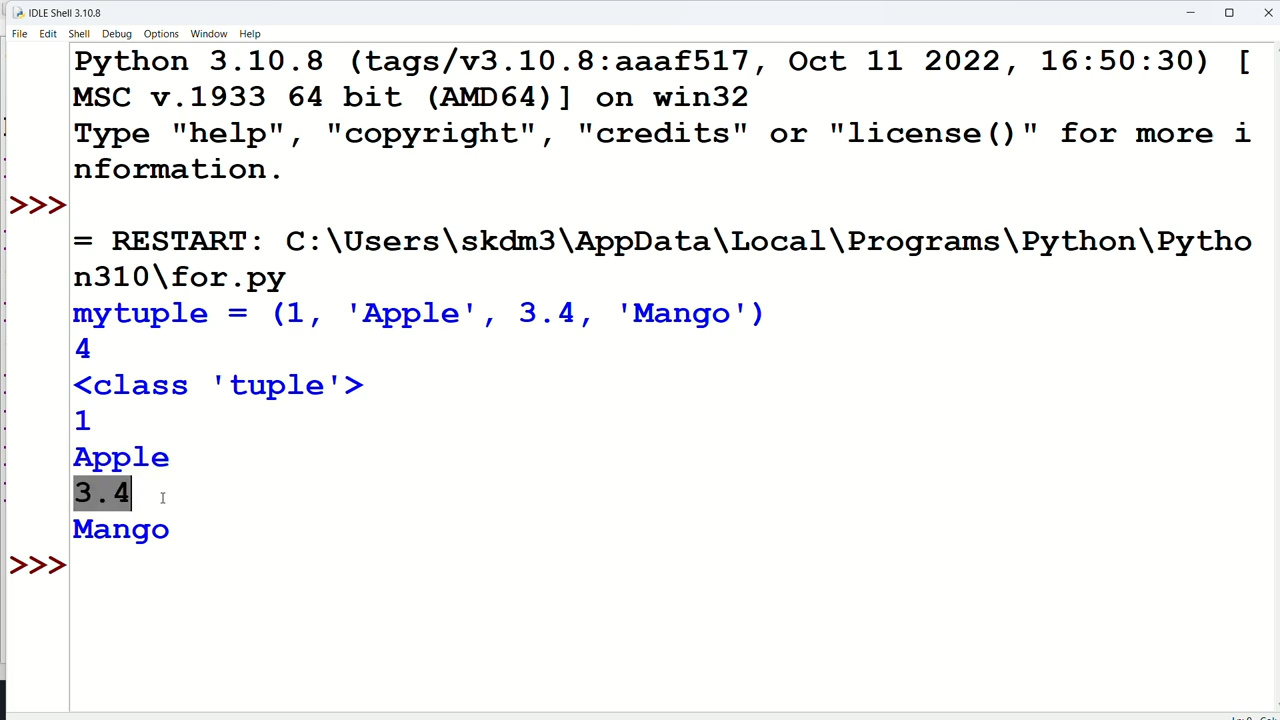 IDLE Shell 3.10.8
File Edit Shell Debug Options Window Help
Python 3.10.8 (tags/v3.10.8:aaaf517, Oct 11 2022, 16:50:30) [
MSC v.1933 64 bit (AMD64)] on win32
Type "help", "copyright", "credits" or "license()" for more i
nformation.
>>>
= RESTART: C:\Users\skdm3\AppData\Local\Programs\Python\Pytho
n310\for.py
mytuple = (1, 'Apple', 3.4, 'Mango')
4
<class 'tuple'>
1
Apple
3.4
Mango
>>>